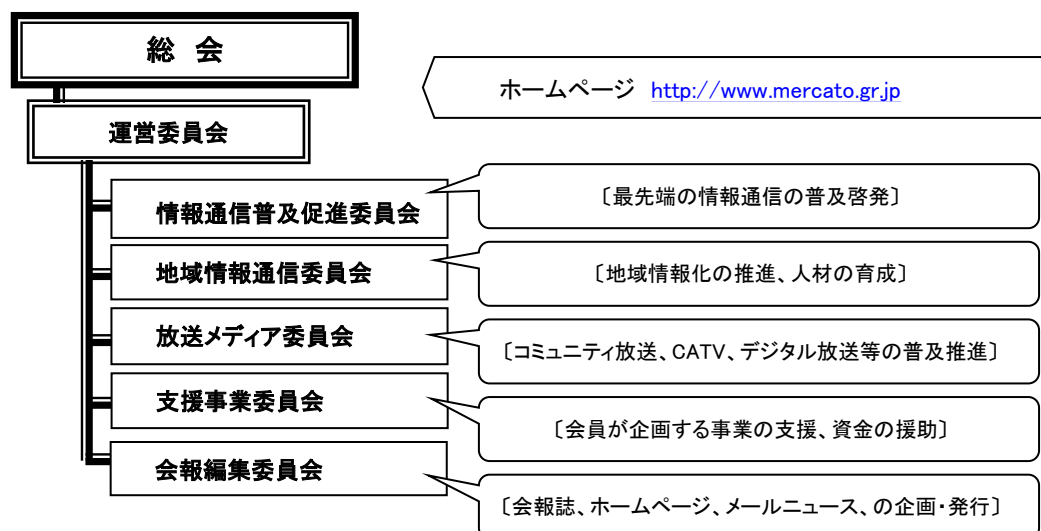 総 会
ホームページ http://www.mercato.gr.jp
運営委員会
情報通信普及促進委員会
〔最先端の情報通信の普及啓発〕
地域情報通信委員会
〔地域情報化の推進、人材の育成〕
放送メディア委員会
〔コミュニティ放送、CATV、デジタル放送等の普及推進〕
支援事業委員会
〔会員が企画する事業の支援、資金の援助〕
会報編集委員会
〔会報誌、ホームページ、メールニュース、の企画・発行〕